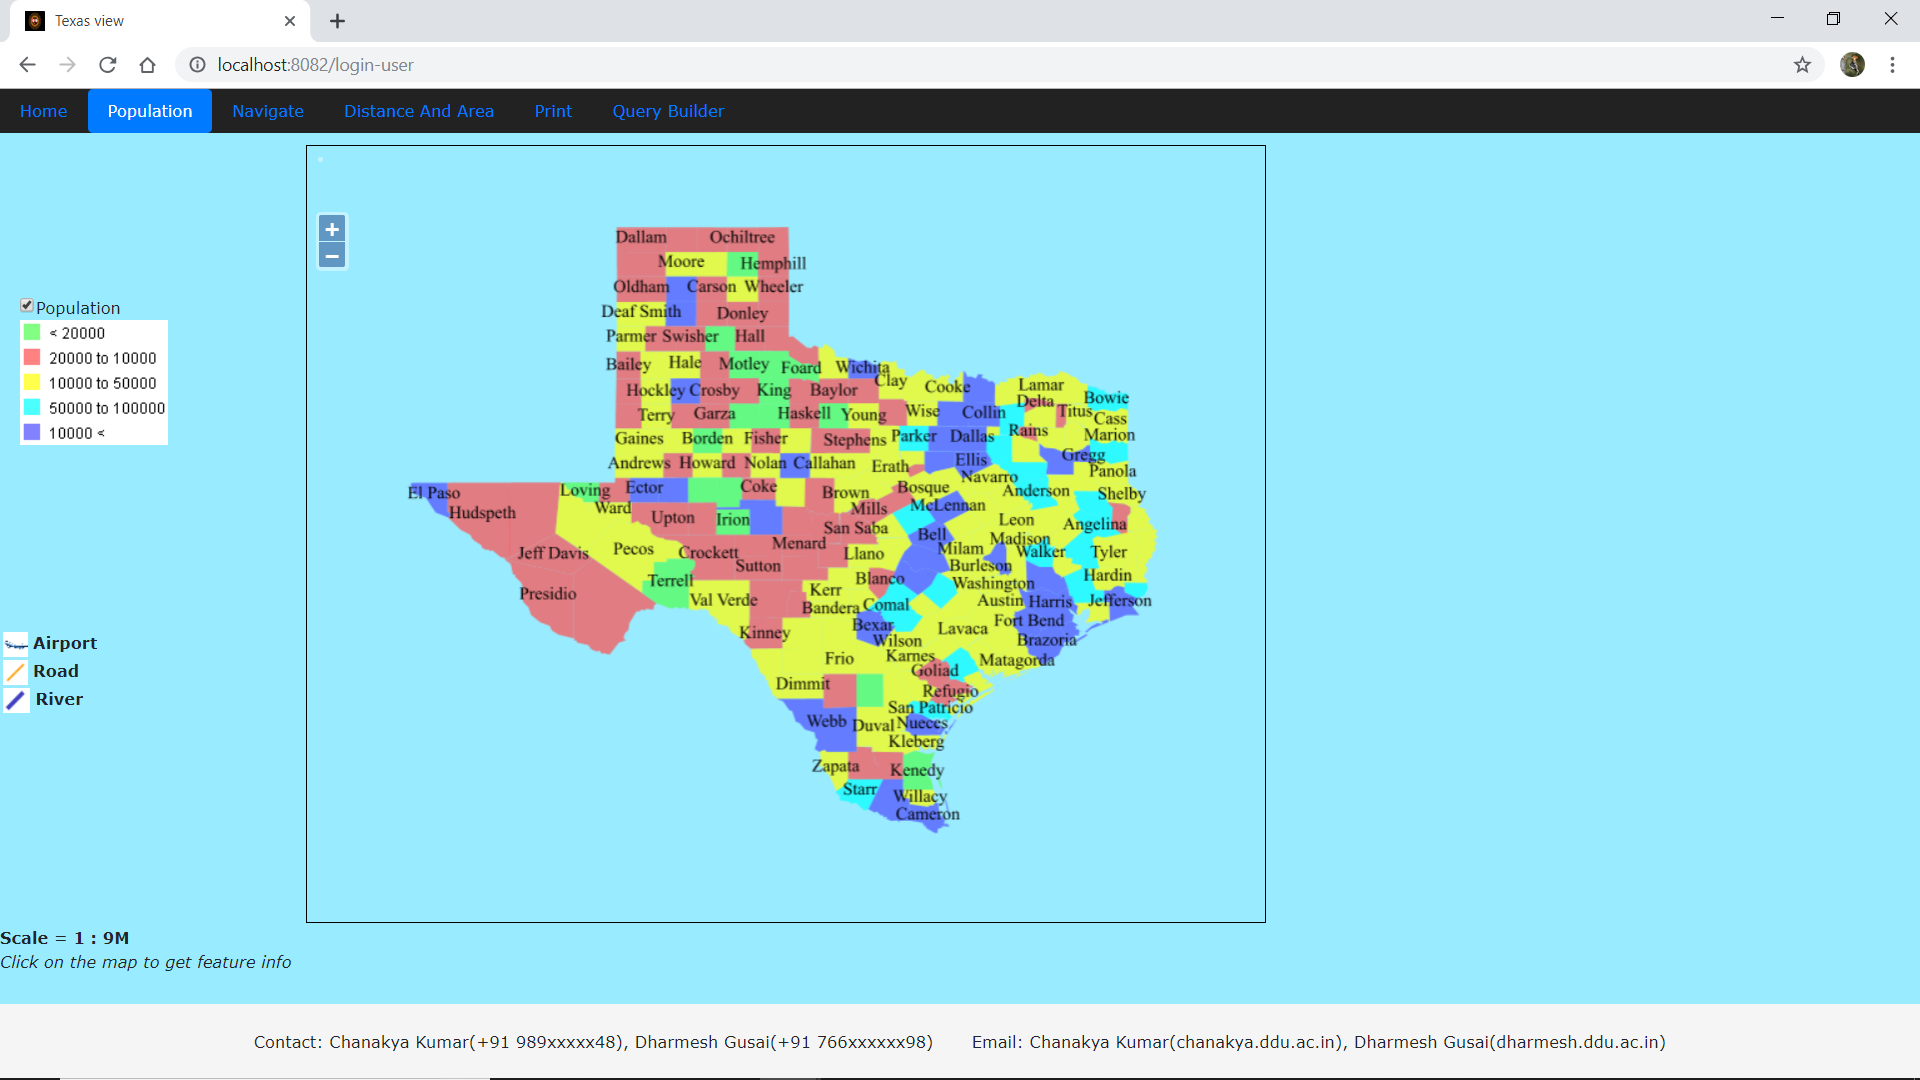 Texas view
localhost:8082/login-user
Home Population Navigate Distance And Area Print Query Builder
+
−
Population
< 20000
20000 to 10000
10000 to 50000
50000 to 100000
10000 <
Airport
Road
River
Dallam Ochiltree
Moore Hemphill
Oldham Carson Wheeler
Deaf Smith Donley
Parmer Swisher Hall
Bailey Hale Motley Foard Wichita
Clay Cooke Lamar
Hockley Crosby King Baylor Delta Bowie
Terry Garza Haskell Young Wise Collin Titus Cass
Gaines Borden Fisher Stephens Parker Dallas Rains Marion
Andrews Howard Nolan Callahan Erath Ellis Gregg
Navarro Panola
El Paso Loving Ector Coke Brown Bosque Anderson Shelby
Hudspeth Ward Upton Irion Mills McLennan
San Saba Leon Angelina
Jeff Davis Pecos Crockett Menard Llano Bell Milam Madison Walker Tyler
Sutton Burleson
Presidio Terrell Blanco Washington Hardin
Val Verde Kerr Bandera Comal Austin Harris Jefferson
Kinney Bexar Wilson Lavaca Fort Bend
Brazoria
Frio Karnes Goliad Matagorda
Dimmit Refugio
San Patricio
Webb Duval Nueces
Kleberg
Zapata Kenedy
Starr Willacy
Cameron
Scale = 1 : 9M
Click on the map to get feature info
Contact: Chanakya Kumar(+91 989xxxxx48), Dharmesh Gusai(+91 766xxxxxx98) Email: Chanakya Kumar(chanakya.ddu.ac.in), Dharmesh Gusai(dharmesh.ddu.ac.in)